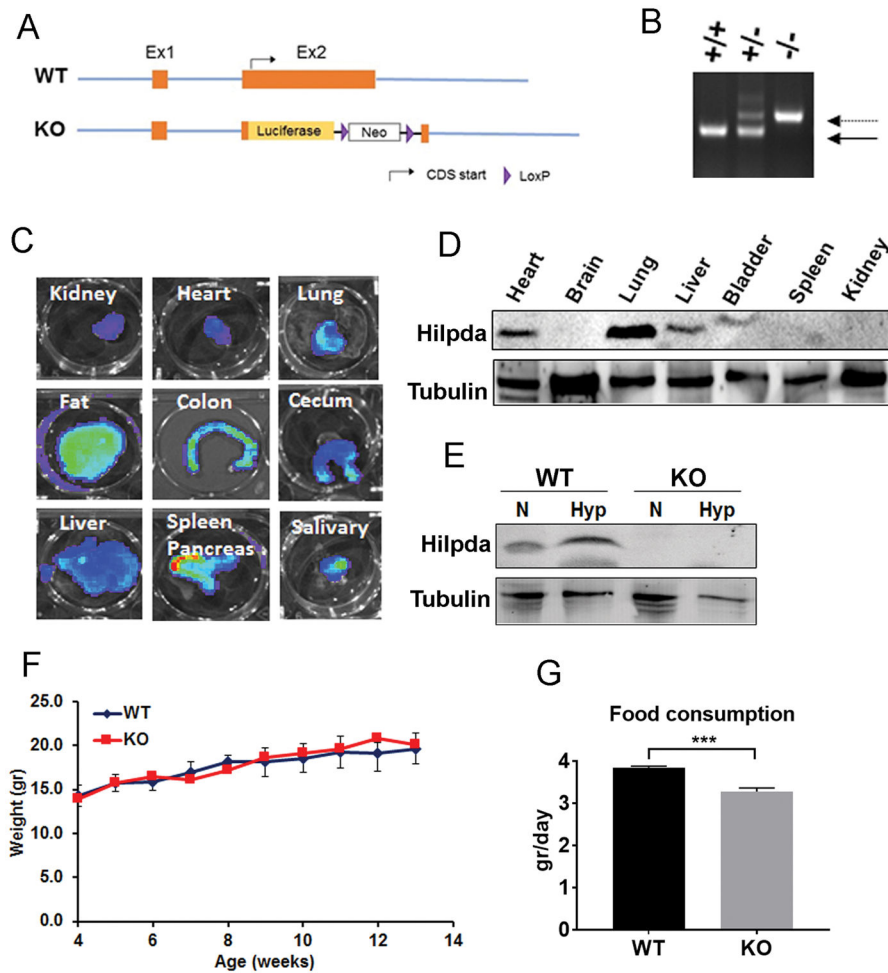 A
Ex1 Ex2
WT
KO Luciferase Neo
CDS start LoxP
B
+/+ +/- -/-
C
Kidney Heart Lung
Fat Colon Cecum
Liver Spleen Pancreas Salivary
D
Heart Brain Lung Liver Bladder Spleen Kidney
Hilpda
Tubulin
E
WT KO
N Hyp N Hyp
Hilpda
Tubulin
F
WT
KO
25.0
20.0
15.0
10.0
5.0
0.0
4 6 8 10 12 14
Weight (gr)
Age (weeks)
G
Food consumption
***
4
3
2
1
0
gr/day
WT KO